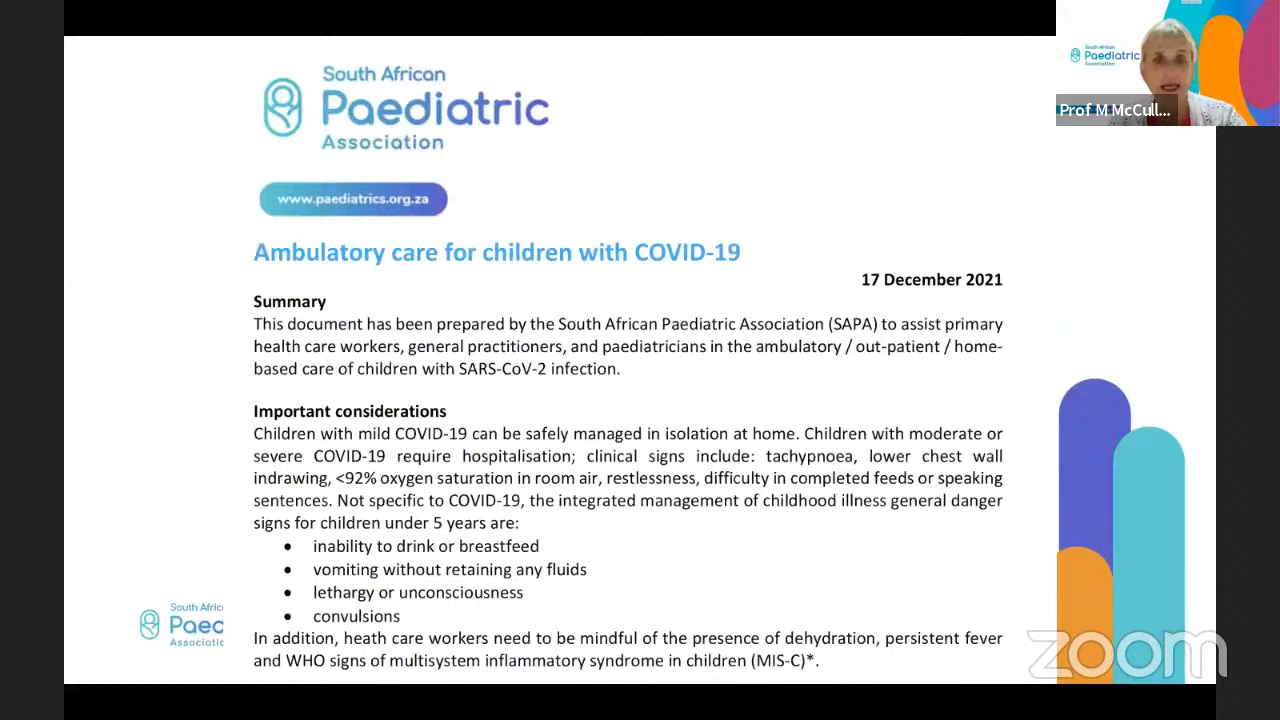 South African
Paediatric
Association
www.paediatrics.org.za
South African
Paediatric
Association
Prof M McCull...
Ambulatory care for children with COVID-19
17 December 2021
Summary
This document has been prepared by the South African Paediatric Association (SAPA) to assist primary
health care workers, general practitioners, and paediatricians in the ambulatory / out-patient / home-
based care of children with SARS-CoV-2 infection.
Important considerations
Children with mild COVID-19 can be safely managed in isolation at home. Children with moderate or
severe COVID-19 require hospitalisation; clinical signs include: tachypnoea, lower chest wall
indrawing, <92% oxygen saturation in room air, restlessness, difficulty in completed feeds or speaking
sentences. Not specific to COVID-19, the integrated management of childhood illness general danger
signs for children under 5 years are:
• inability to drink or breastfeed
• vomiting without retaining any fluids
• lethargy or unconsciousness
• convulsions
In addition, heath care workers need to be mindful of the presence of dehydration, persistent fever
and WHO signs of multisystem inflammatory syndrome in children (MIS-C)*.
South Afric
Paec
Associati
zoom